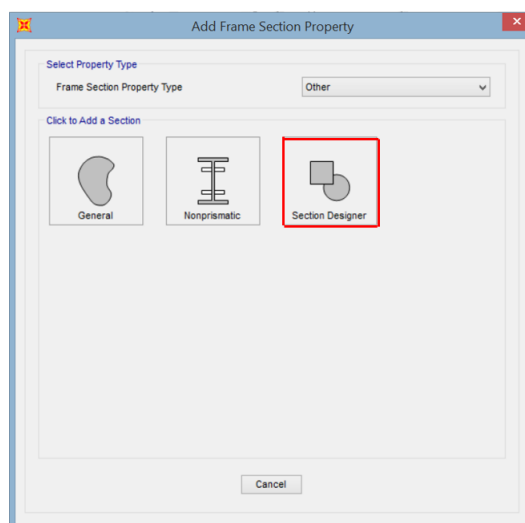 Add Frame Section Property
Select Property Type
Frame Section Property Type
Other
Click to Add a Section
General
Nonprismatic
Section Designer
Cancel